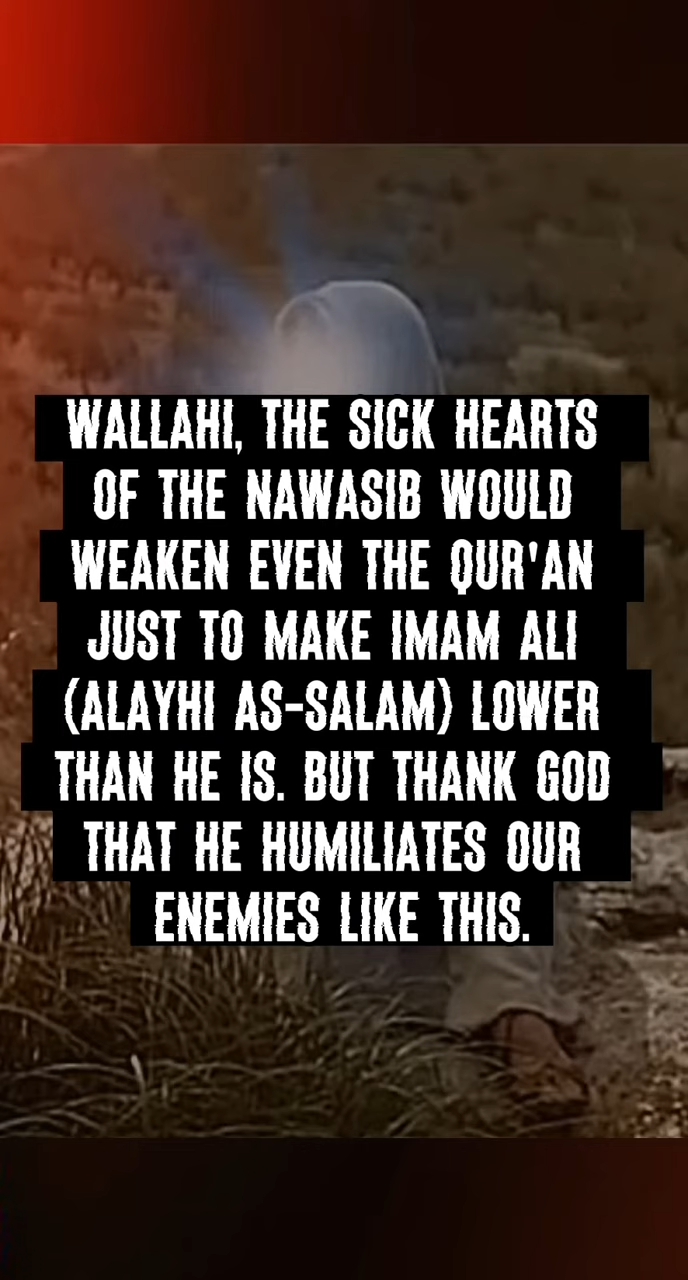 WALLAHI, THE SICK HEARTS
OF THE NAWASIB WOULD
WEAKEN EVEN THE QUR'AN
JUST TO MAKE IMAM ALI
(ALAYHI AS-SALAM) LOWER
THAN HE IS. BUT THANK GOD
THAT HE HUMILIATES OUR
ENEMIES LIKE THIS.